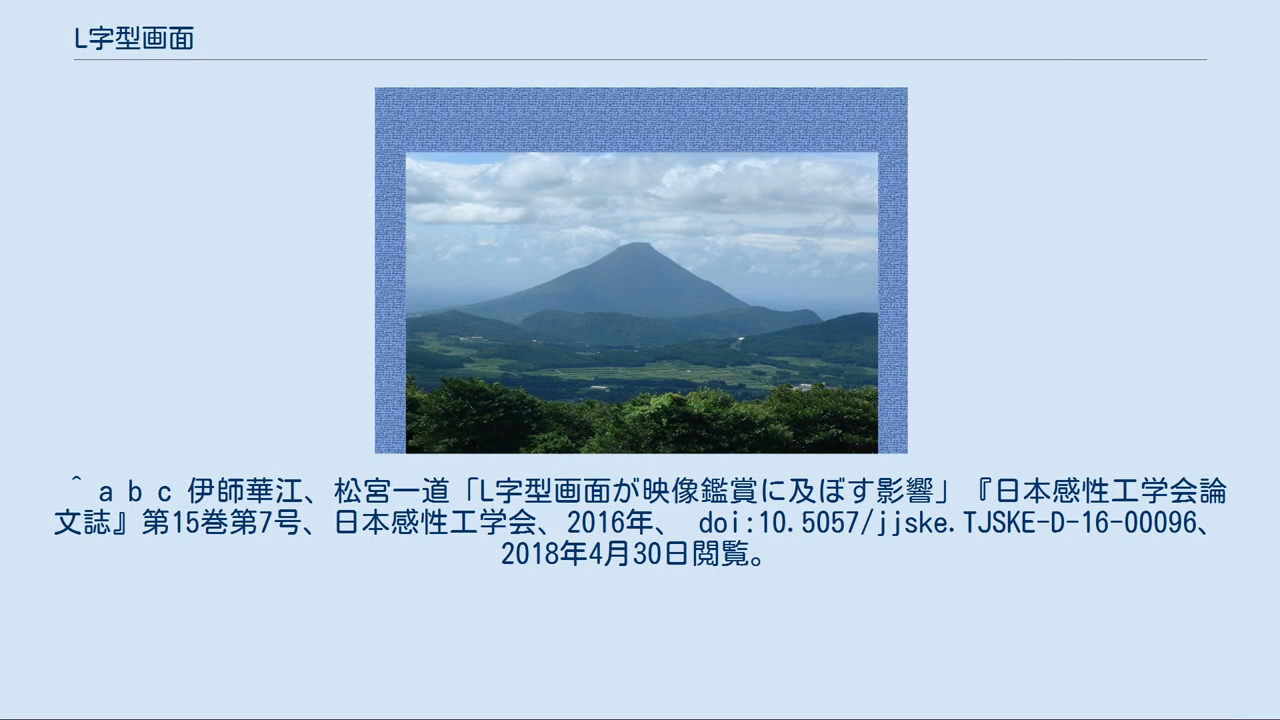 L字型画面
^ a b c 伊師華江、松宮一道「L字型画面が映像鑑賞に及ぼす影響」『日本感性工学会論
文誌』第15巻第7号、日本感性工学会、2016年、 doi:10.5057/jjske.TJSKE-D-16-00096、
2018年4月30日閲覧。